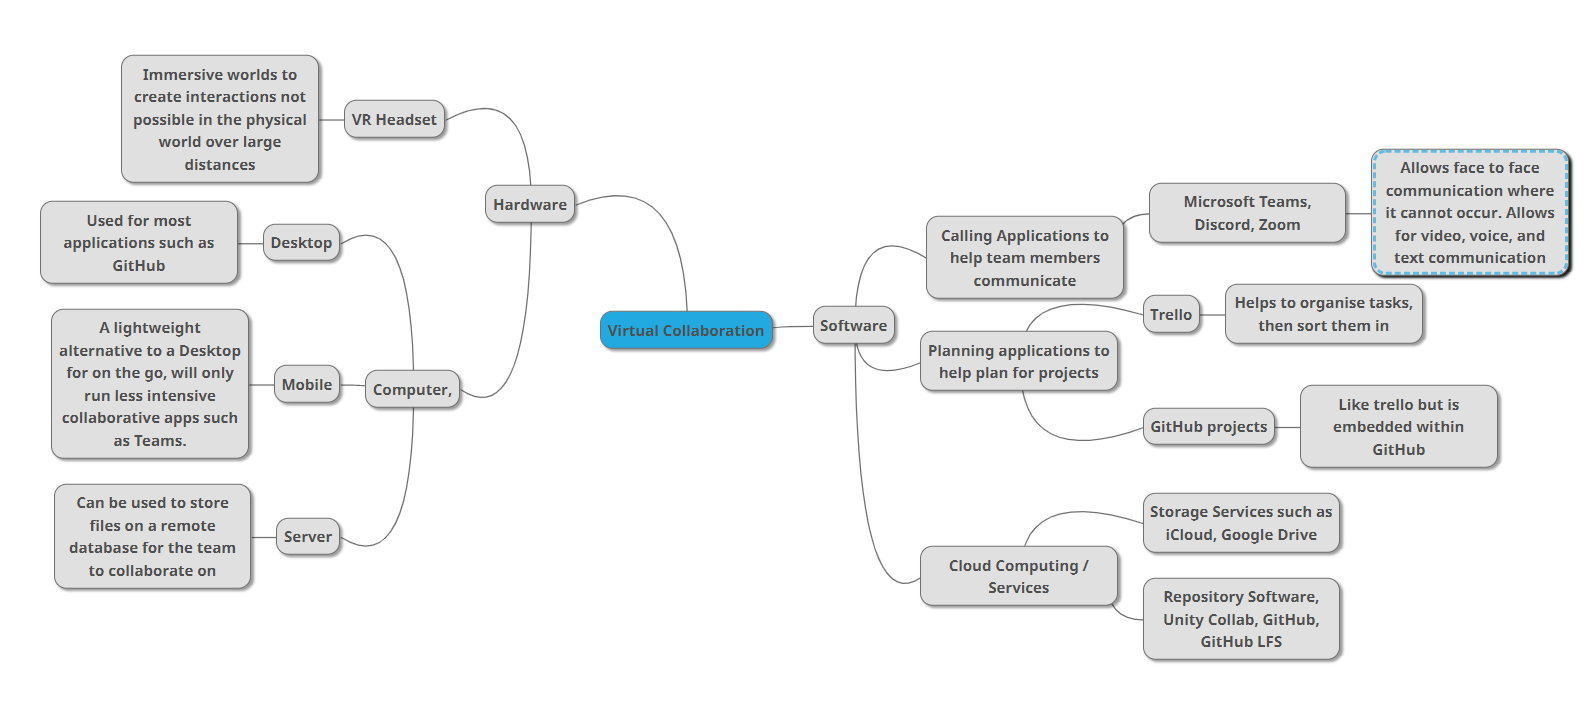 Immersive worlds to
create interactions not
possible in the physical
world over large
distances
VR Headset
Hardware
Used for most
applications such as
GitHub
Desktop
A lightweight
alternative to a Desktop
for on the go, will only
run less intensive
collaborative apps such
as Teams.
Mobile
Computer,
Can be used to store
files on a remote
database for the team
to collaborate on
Server
Virtual Collaboration
Software
Calling Applications to
help team members
communicate
Microsoft Teams,
Discord, Zoom
Allows face to face
communication where
it cannot occur. Allows
for video, voice, and
text communication
Planning applications to
help plan for projects
Trello
Helps to organise tasks,
then sort them in
GitHub projects
Like trello but is
embedded within
GitHub
Cloud Computing /
Services
Storage Services such as
iCloud, Google Drive
Repository Software,
Unity Collab, GitHub,
GitHub LFS